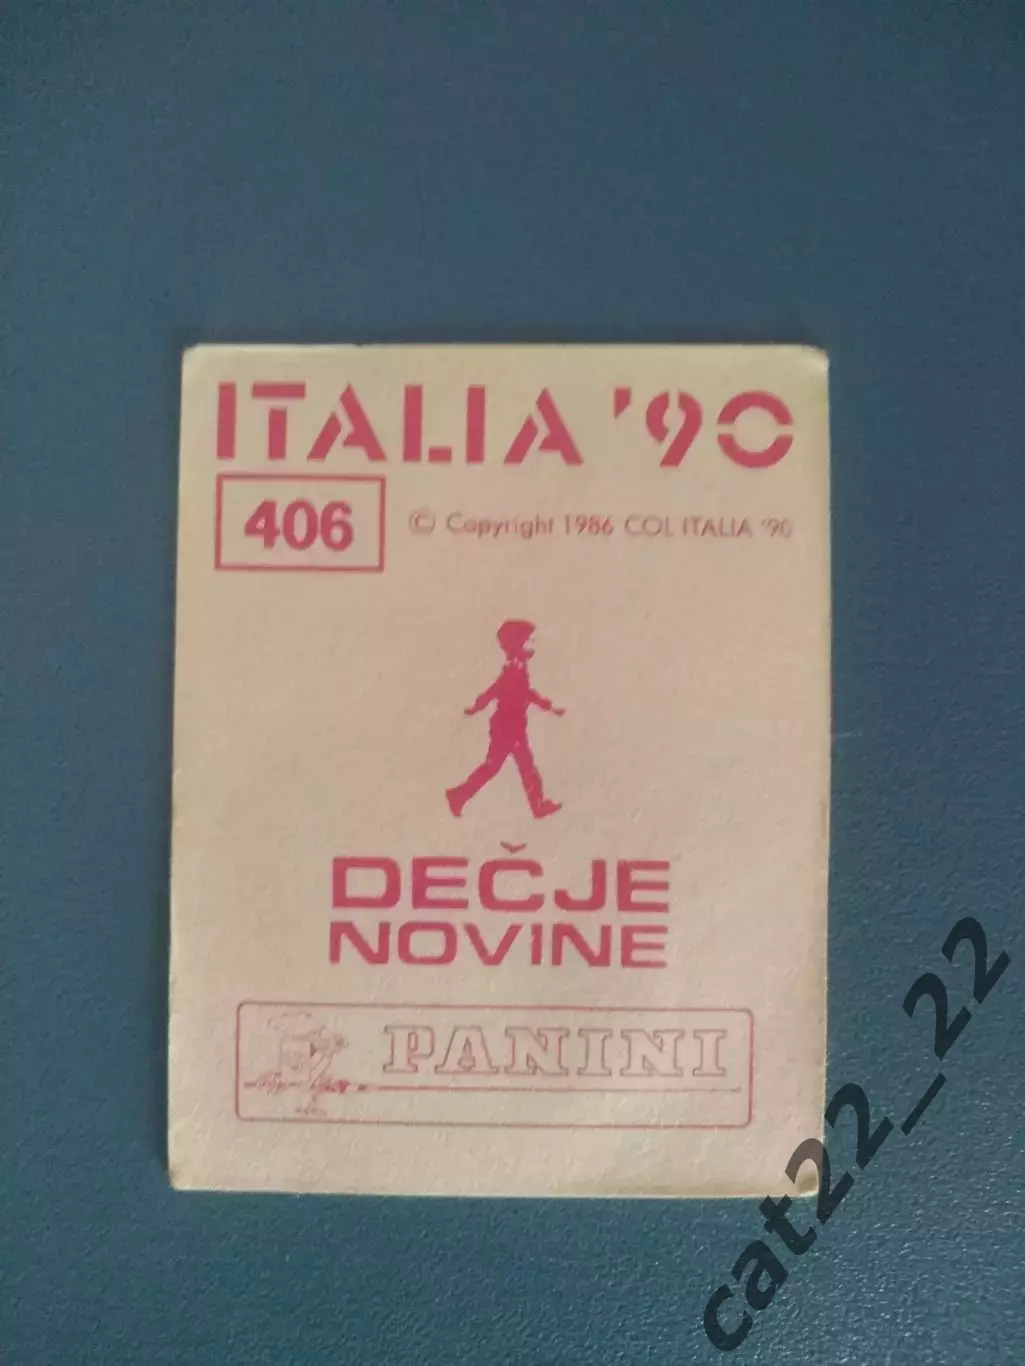 ITALIA '90
406
© Copyright 1986 COL ITALIA '90
DEČJE
NOVINE
PANINI
cat22_22